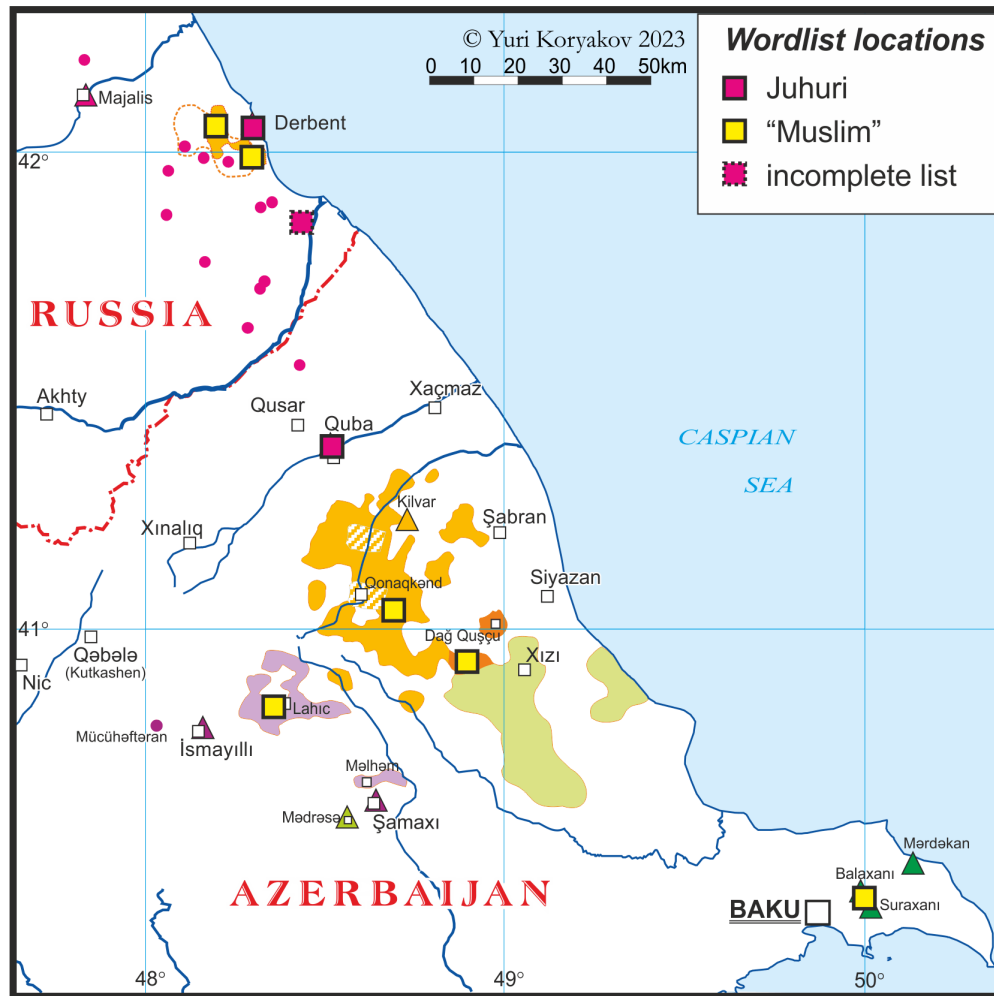 © Yuri Koryakov 2023
0 10 20 30 40 50km
Wordlist locations
Juhuri
“Muslim”
incomplete list
Majalis
Derbent
42°
RUSSIA
Akhty
Qusar
Quba
Xaçmaz
CASPIAN
SEA
Kilvar
Şabran
Xınalıq
Qonaqkənd
Siyazan
41°
Dağ Quşçu
Xızı
Qəbələ
(Kutkashen)
Nic
Lahıc
Mücühəftəran
İsmayıllı
Məlhəm
Mədrəsə
Şamaxı
Mərdəkan
Balaxanı
Suraxanı
BAKU
AZERBAIJAN
48°
49°
50°